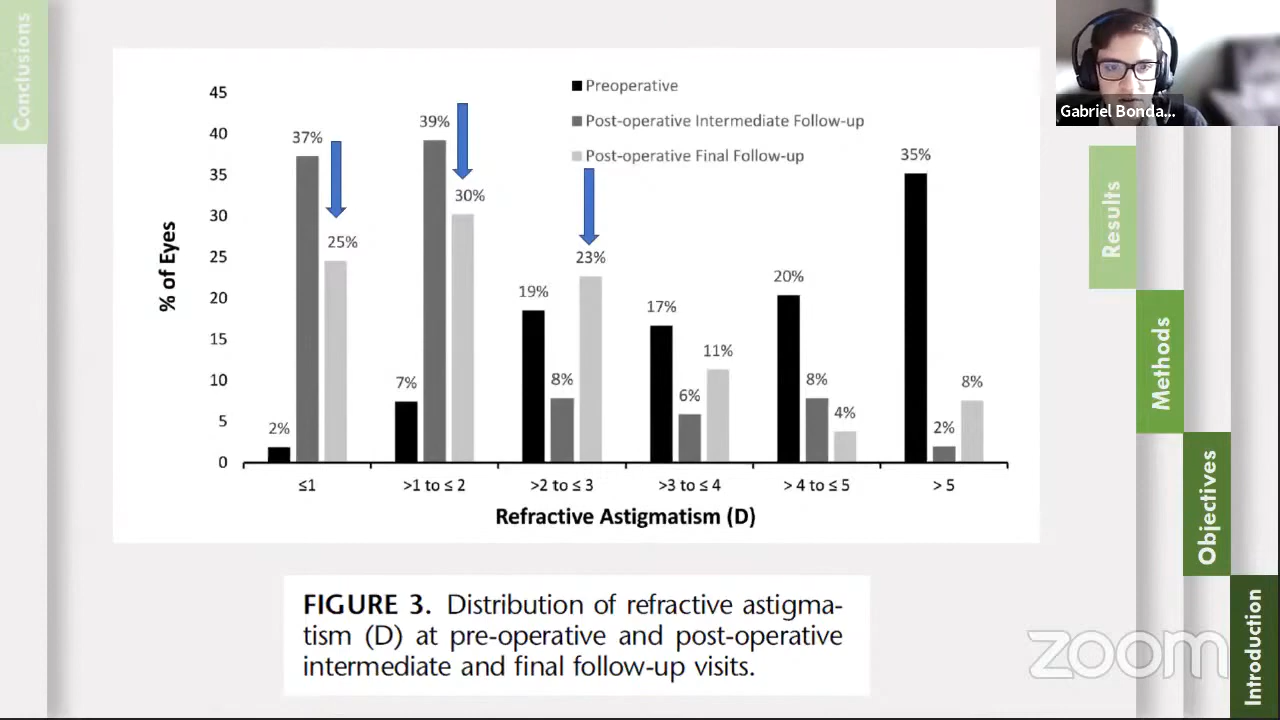 Conclusions
Gabriel Bonda...
Preoperative
Post-operative Intermediate Follow-up
Post-operative Final Follow-up
45
40
35
30
25
20
15
10
5
0
% of Eyes
2%
37%
25%
7%
39%
30%
19%
8%
23%
17%
6%
11%
20%
8%
4%
35%
2%
8%
≤1
>1 to ≤ 2
>2 to ≤ 3
>3 to ≤ 4
> 4 to ≤ 5
> 5
Refractive Astigmatism (D)
FIGURE 3. Distribution of refractive astigma-
tism (D) at pre-operative and post-operative
intermediate and final follow-up visits.
Results
Methods
Objectives
Introduction
zoom